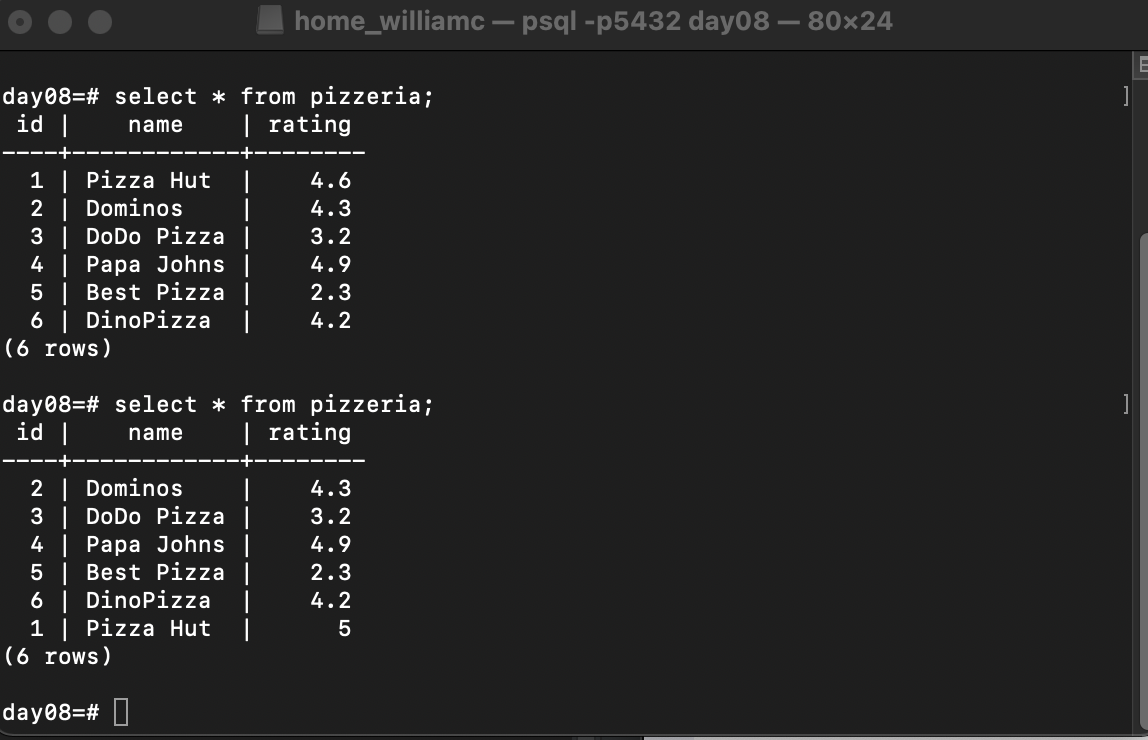 home_williamc — psql -p5432 day08 — 80×24
day08=# select * from pizzeria; ]
 id |    name    | rating
----+------------+--------
  1 | Pizza Hut  |    4.6
  2 | Dominos    |    4.3
  3 | DoDo Pizza |    3.2
  4 | Papa Johns |    4.9
  5 | Best Pizza |    2.3
  6 | DinoPizza  |    4.2
(6 rows)
day08=# select * from pizzeria; ]
 id |    name    | rating
----+------------+--------
  2 | Dominos    |    4.3
  3 | DoDo Pizza |    3.2
  4 | Papa Johns |    4.9
  5 | Best Pizza |    2.3
  6 | DinoPizza  |    4.2
  1 | Pizza Hut  |      5
(6 rows)
day08=#